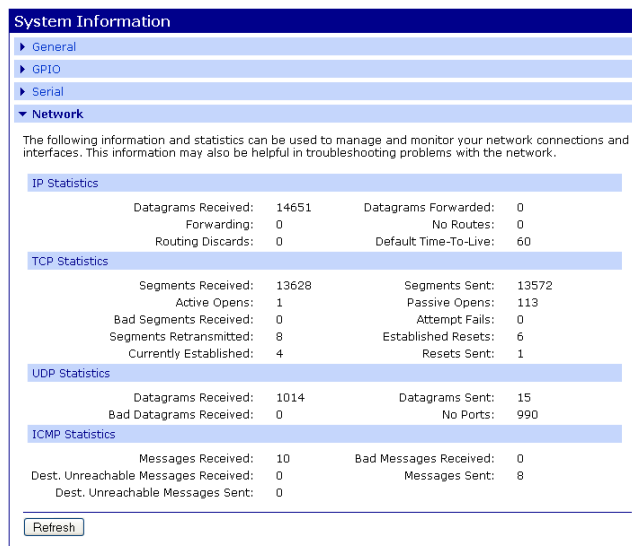 System Information
General
GPIO
Serial
Network
The following information and statistics can be used to manage and monitor your network connections and
interfaces. This information may also be helpful in troubleshooting problems with the network.
IP Statistics
Datagrams Received: 14651 Datagrams Forwarded: 0
Forwarding: 0 No Routes: 0
Routing Discards: 0 Default Time-To-Live: 60
TCP Statistics
Segments Received: 13628 Segments Sent: 13572
Active Opens: 1 Passive Opens: 113
Bad Segments Received: 0 Attempt Fails: 0
Segments Retransmitted: 8 Established Resets: 6
Currently Established: 4 Resets Sent: 1
UDP Statistics
Datagrams Received: 1014 Datagrams Sent: 15
Bad Datagrams Received: 0 No Ports: 990
ICMP Statistics
Messages Received: 10 Bad Messages Received: 0
Dest. Unreachable Messages Received: 0 Messages Sent: 8
Dest. Unreachable Messages Sent: 0
Refresh